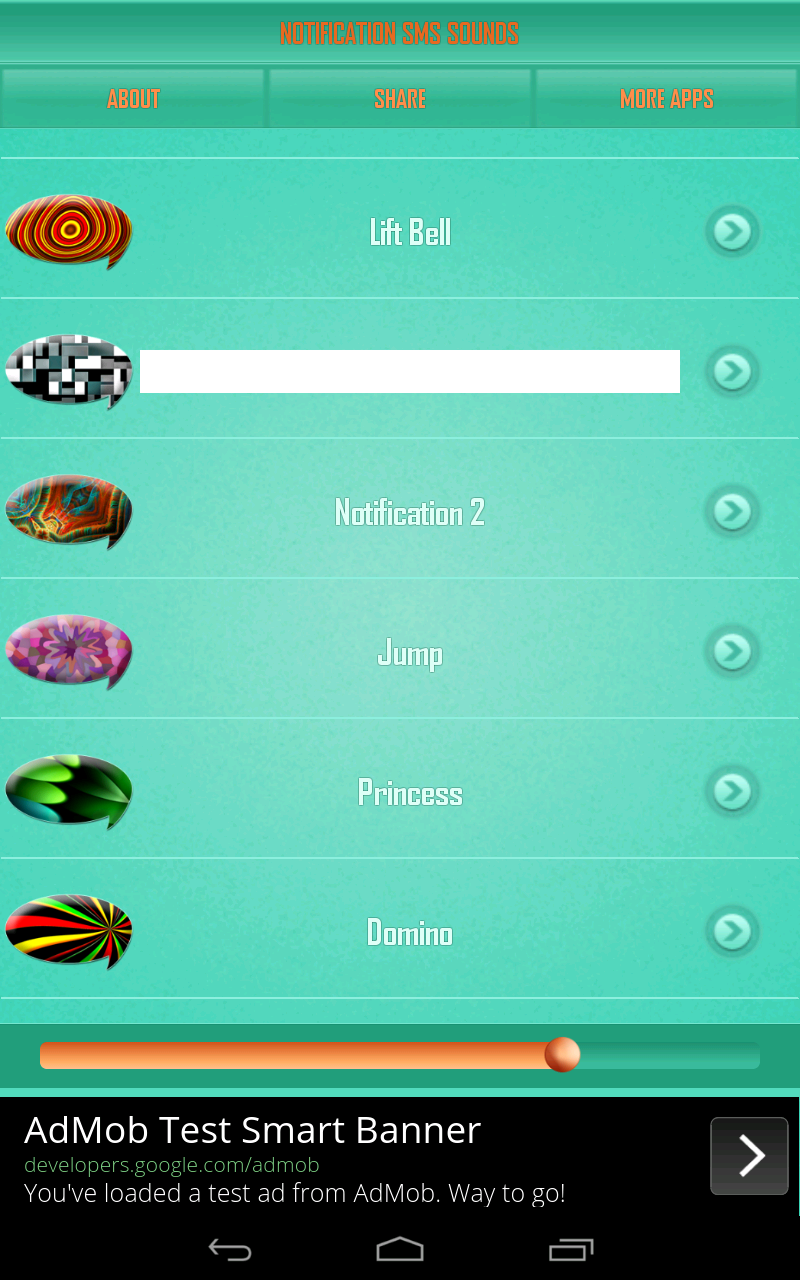 NOTIFICATION SMS SOUNDS
ABOUT
SHARE
MORE APPS
Lift Bell
Notification 2
Jump
Princess
Domino
AdMob Test Smart Banner
developers.google.com/admob
You've loaded a test ad from AdMob. Way to go!